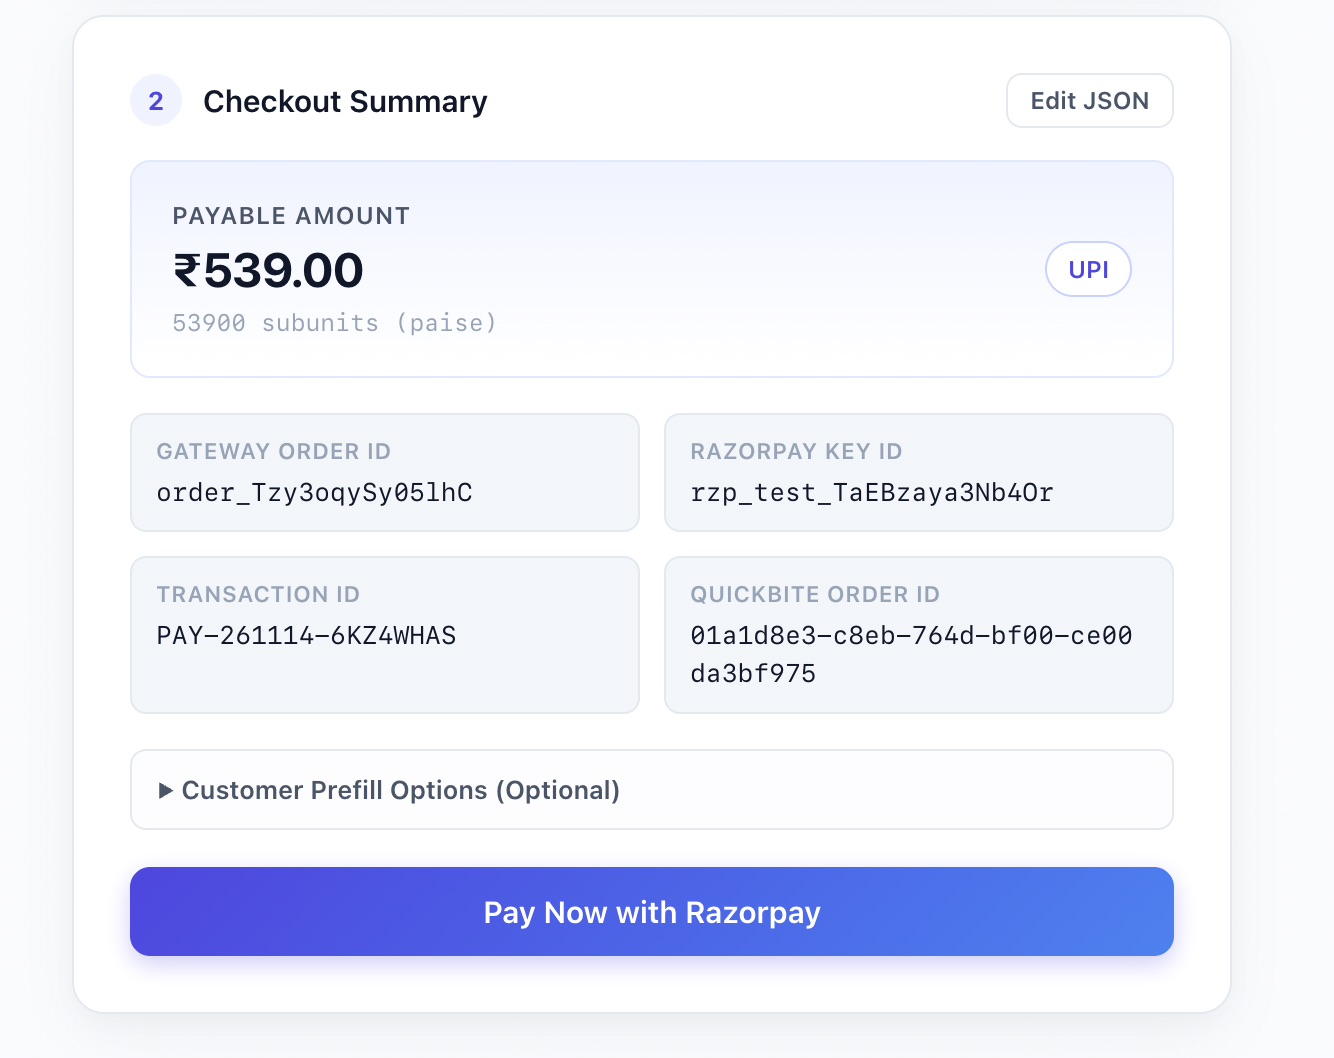 2
Checkout Summary
Edit JSON
PAYABLE AMOUNT
₹539.00
UPI
53900 subunits (paise)
GATEWAY ORDER ID
order_Tzy3oqySy05lhC
RAZORPAY KEY ID
rzp_test_TaEBzaya3Nb4Or
TRANSACTION ID
PAY-261114-6KZ4WHAS
QUICKBITE ORDER ID
01a1d8e3-c8eb-764d-bf00-ce00
da3bf975
Customer Prefill Options (Optional)
Pay Now with Razorpay